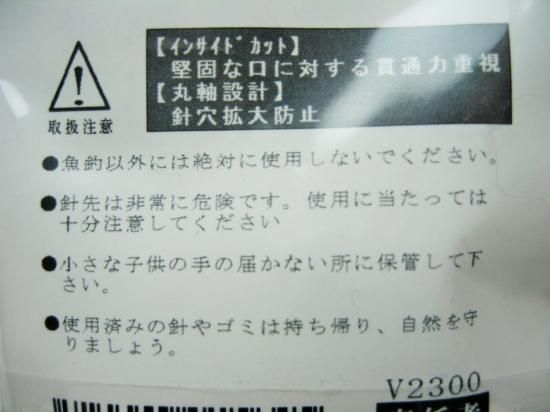 【インサイドカット】
堅固な口に対する貫通力重視
【丸軸設計】
針穴拡大防止
取扱注意
●魚釣以外には絶対に使用しないでください。
●針先は非常に危険です。使用に当たっては
十分注意してください
●小さな子供の手の届かない所に保管して下
さい。
●使用済みの針やゴミは持ち帰り、自然を守
りましょう。
V2300